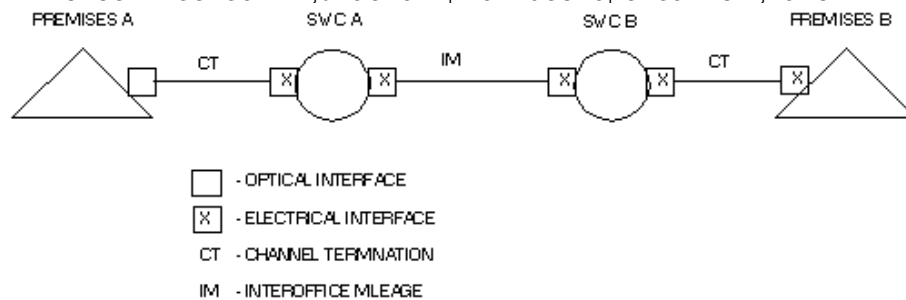 PREMISES A SWC A SWC B PREMISES B
CT IM CT
X X X X X
- OPTICAL INTERFACE
X - ELECTRICAL INTERFACE
CT - CHANNEL TERMNATION
IM - INTEROFFICE MLEAGE